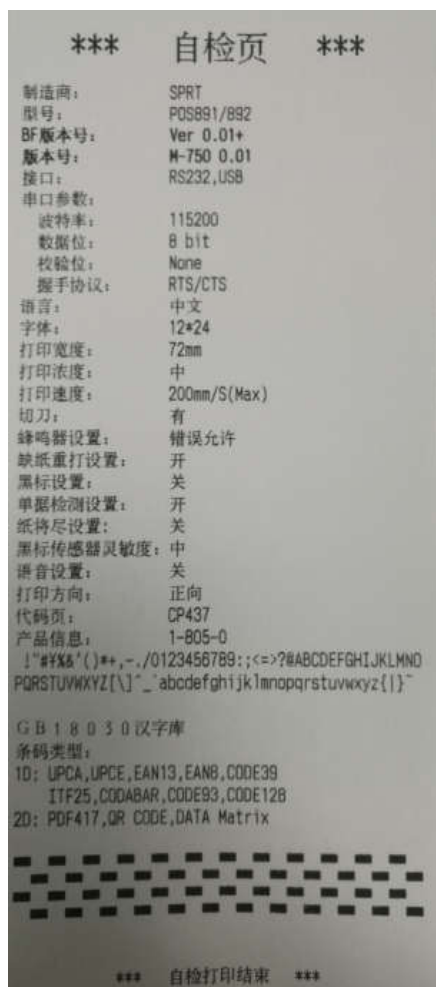 *** 自检页 ***
制造商: SPRT
型号: POS891/892
BF版本号: Ver 0.01+
版本号: M-750 0.01
接口: RS232,USB
串口参数:
波特率: 115200
数据位: 8 bit
校验位: None
握手协议: RTS/CTS
语言: 中文
字体: 12*24
打印宽度: 72mm
打印浓度: 中
打印速度: 200mm/S(Max)
切刀: 有
蜂鸣器设置: 错误允许
缺纸重打设置: 开
黑标设置: 关
单据检测设置: 开
纸将尽设置: 关
黑标传感器灵敏度: 中
语音设置: 关
打印方向: 正向
代码页: CP437
产品信息: 1-805-0
!"#¥%&'()*+,-./0123456789:;<=>?@ABCDEFGHIJKLMNO
PQRSTUVWXYZ[\]^_`abcdefghijklmnopqrstuvwxyz{|}~
GB18030汉字库
条码类型:
1D: UPCA,UPCE,EAN13,EAN8,CODE39
ITF25,CODABAR,CODE93,CODE128
2D: PDF417,QR CODE,DATA Matrix
*** 自检打印结束 ***